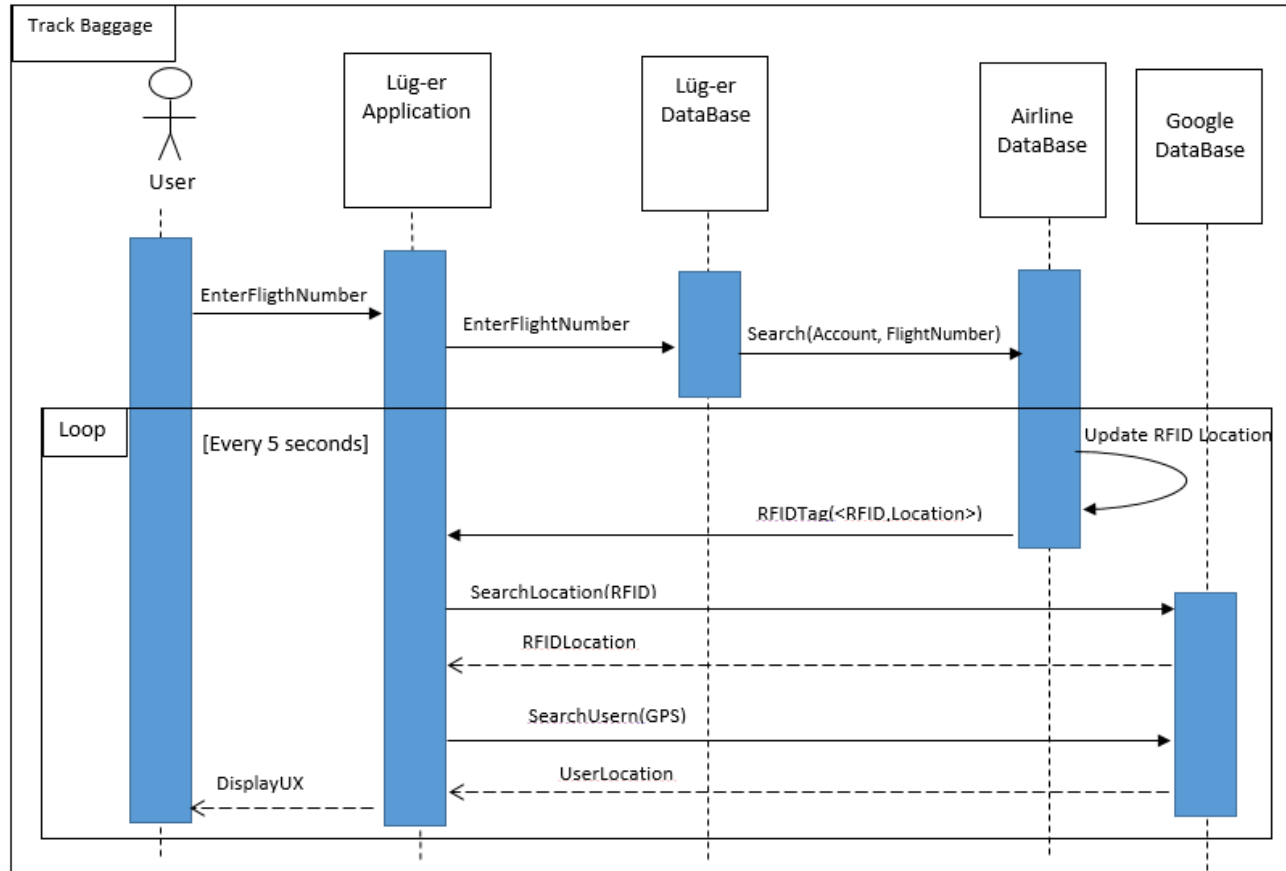 Track Baggage
User
Lüg-er
Application
Lüg-er
DataBase
Airline
DataBase
Google
DataBase
EnterFligthNumber
EnterFlightNumber
Search(Account, FlightNumber)
Loop
[Every 5 seconds]
Update RFID Location
RFIDTag(<RFID,Location>)
SearchLocation(RFID)
RFIDLocation
SearchUsern(GPS)
UserLocation
DisplayUX